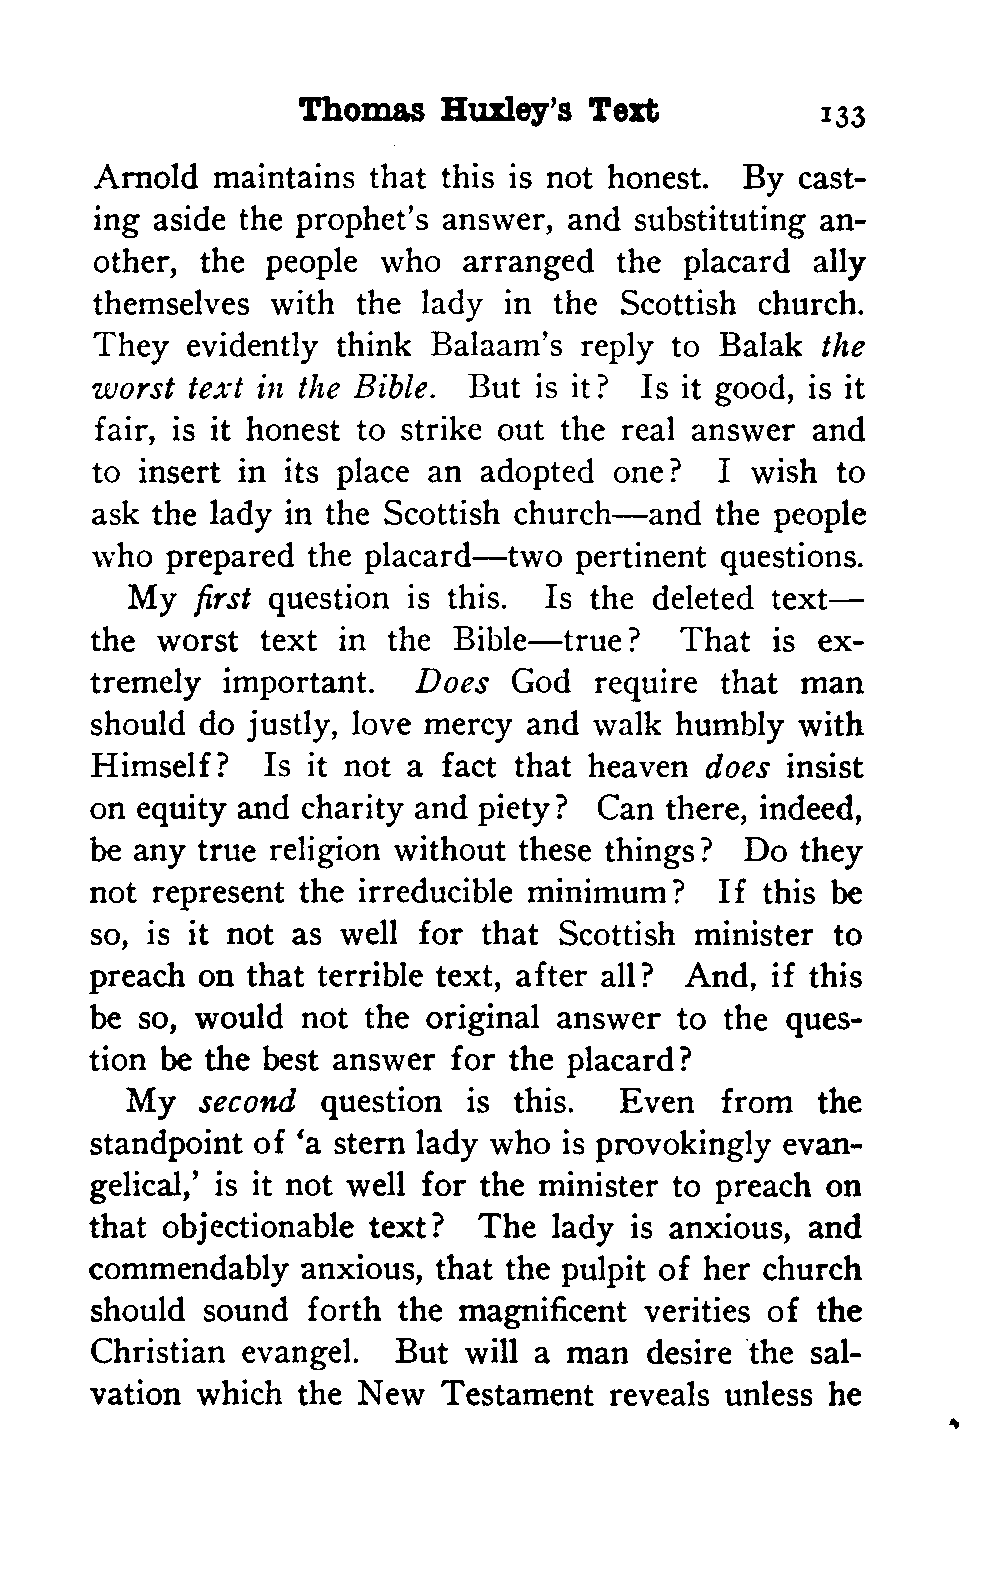 Thomas Huxley's Text 133
Arnold maintains that this is not honest. By cast-
ing aside the prophet's answer, and substituting an-
other, the people who arranged the placard ally
themselves with the lady in the Scottish church.
They evidently think Balaam's reply to Balak the
worst text in the Bible. But is it? Is it good, is it
fair, is it honest to strike out the real answer and
to insert in its place an adopted one? I wish to
ask the lady in the Scottish church—and the people
who prepared the placard—two pertinent questions.
My first question is this. Is the deleted text—
the worst text in the Bible—true? That is ex-
tremely important. Does God require that man
should do justly, love mercy and walk humbly with
Himself? Is it not a fact that heaven does insist
on equity and charity and piety? Can there, indeed,
be any true religion without these things? Do they
not represent the irreducible minimum? If this be
so, is it not as well for that Scottish minister to
preach on that terrible text, after all? And, if this
be so, would not the original answer to the ques-
tion be the best answer for the placard?
My second question is this. Even from the
standpoint of 'a stern lady who is provokingly evan-
gelical,' is it not well for the minister to preach on
that objectionable text? The lady is anxious, and
commendably anxious, that the pulpit of her church
should sound forth the magnificent verities of the
Christian evangel. But will a man desire the sal-
vation which the New Testament reveals unless he